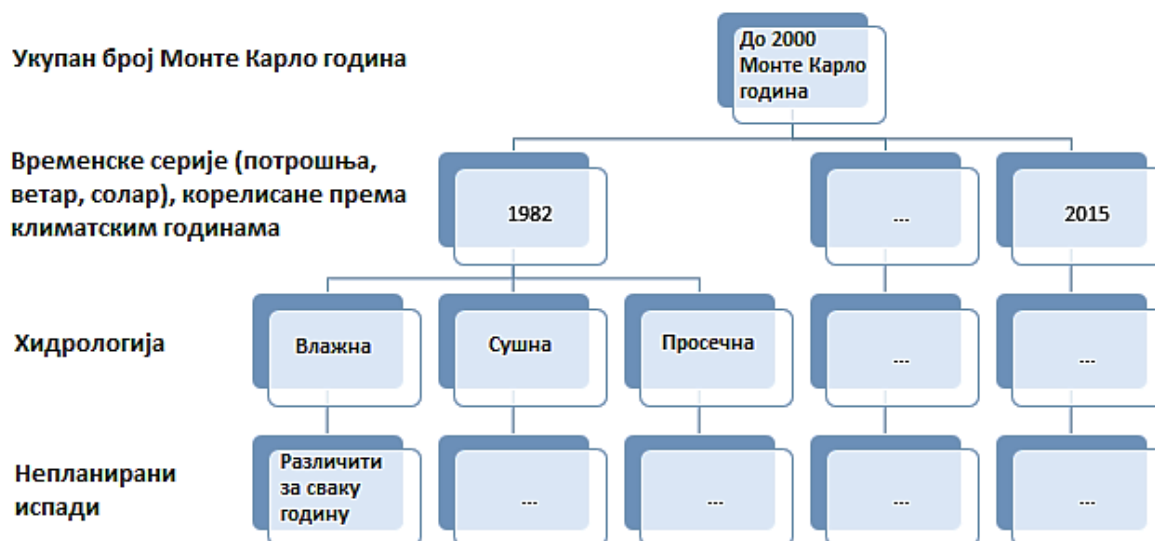 Укупан број Монте Карло година
До 2000
Монте Карло
година
Временске серије (потрошња,
ветар, солар), корелисане према
климатским годинама
1982
...
2015
Хидрологија
Влажна
Сушна
Просечна
...
...
Непланирани
испади
Различити
за сваку
годину
...
...
...
...